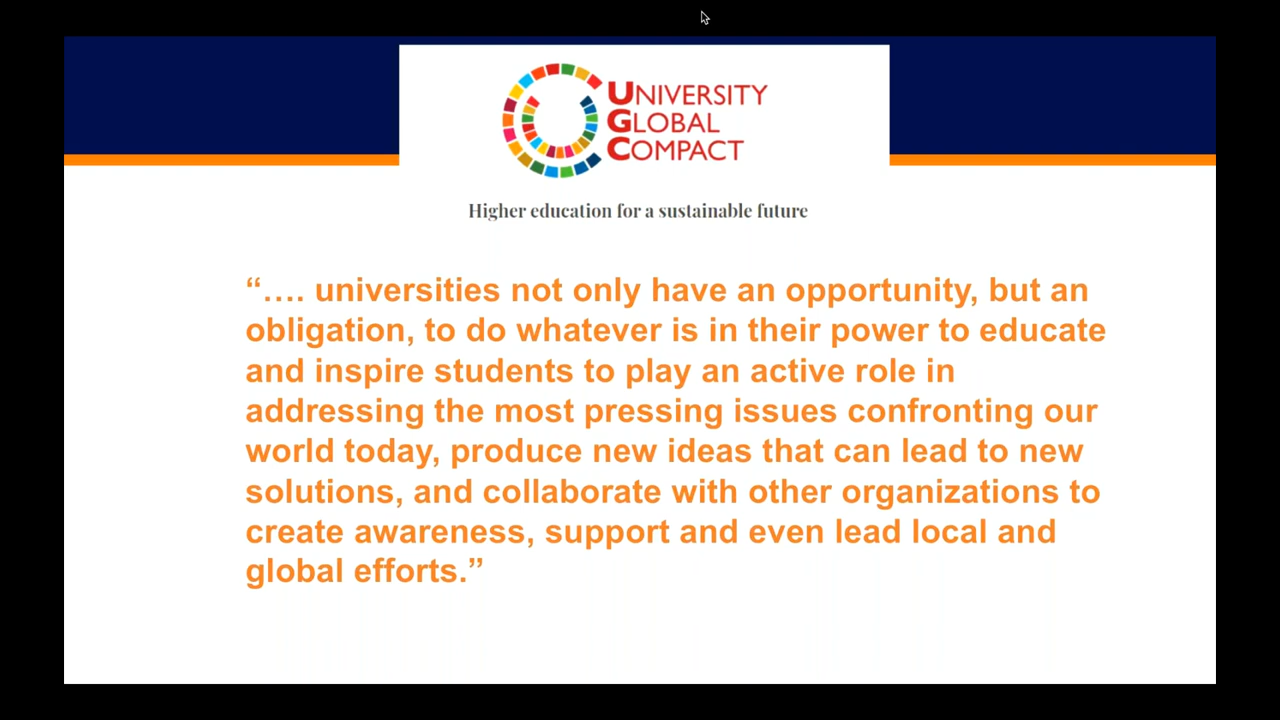 UNIVERSITY
GLOBAL
COMPACT
Higher education for a sustainable future
“…. universities not only have an opportunity, but an
obligation, to do whatever is in their power to educate
and inspire students to play an active role in
addressing the most pressing issues confronting our
world today, produce new ideas that can lead to new
solutions, and collaborate with other organizations to
create awareness, support and even lead local and
global efforts.”